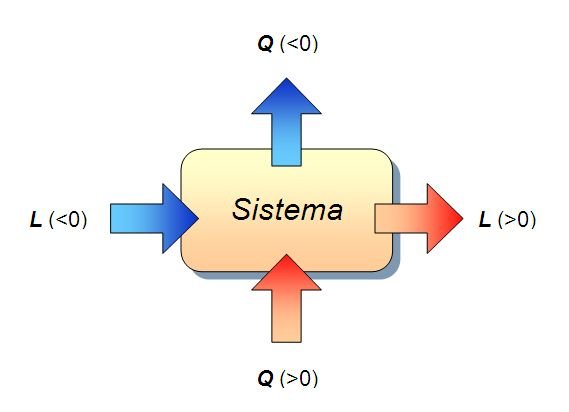 Q (<0)
L (<0)
Sistema
L (>0)
Q (>0)